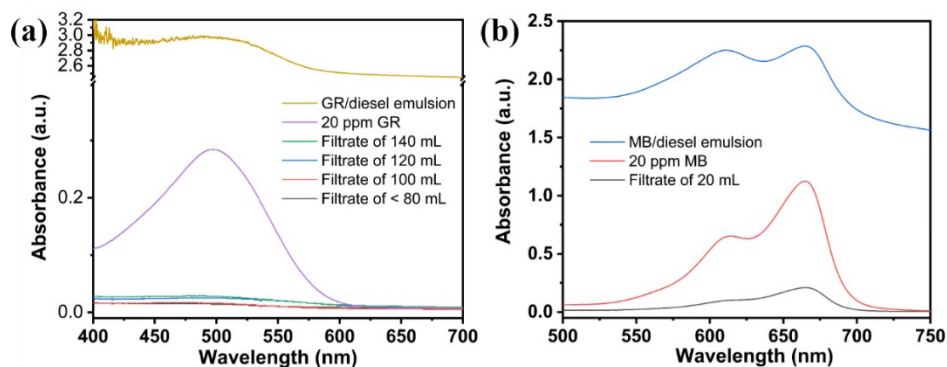 (a)
3.2
3.0
2.8
2.6
0.2
0.0
Absorbance (a.u.)
GR/diesel emulsion
20 ppm GR
Filtrate of 140 mL
Filtrate of 120 mL
Filtrate of 100 mL
Filtrate of < 80 mL
400 450 500 550 600 650 700
Wavelength (nm)
(b)
2.5
2.0
1.5
1.0
0.5
0.0
Absorbance (a.u.)
MB/diesel emulsion
20 ppm MB
Filtrate of 20 mL
500 550 600 650 700 750
Wavelength (nm)